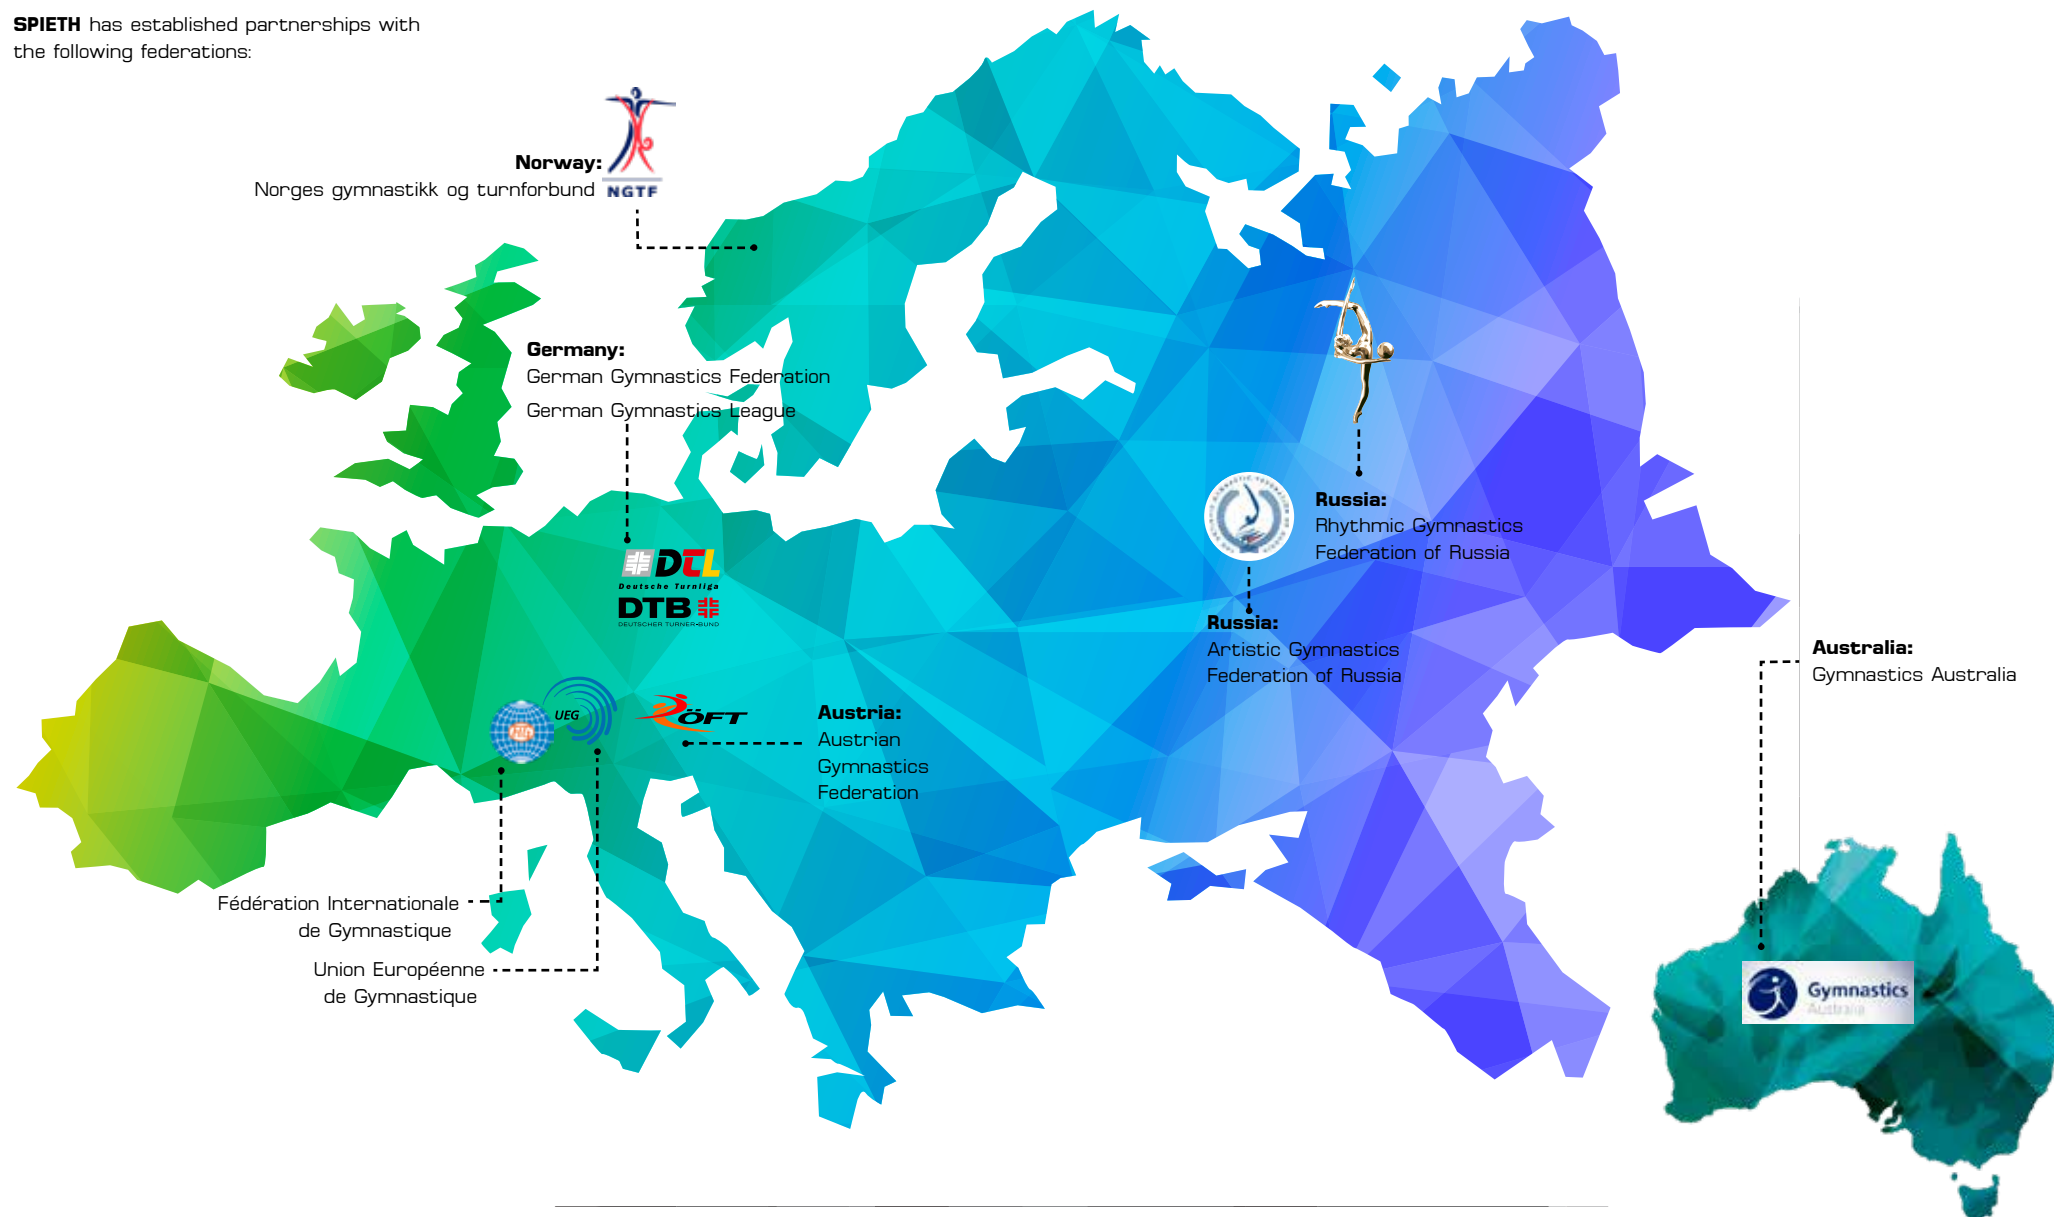 SPIETH has established partnerships with
the following federations:
Norway:
Norges gymnastikk og turnforbund
NGTF
Germany:
German Gymnastics Federation
German Gymnastics League
DTL
Deutsche Turnliga
DTB
DEUTSCHER TURNER-BUND
Russia:
Rhythmic Gymnastics
Federation of Russia
Russia:
Artistic Gymnastics
Federation of Russia
Australia:
Gymnastics Australia
UEG
ÖFT
Austria:
Austrian
Gymnastics
Federation
Fédération Internationale
de Gymnastique
Union Européenne
de Gymnastique
Gymnastics
Australia